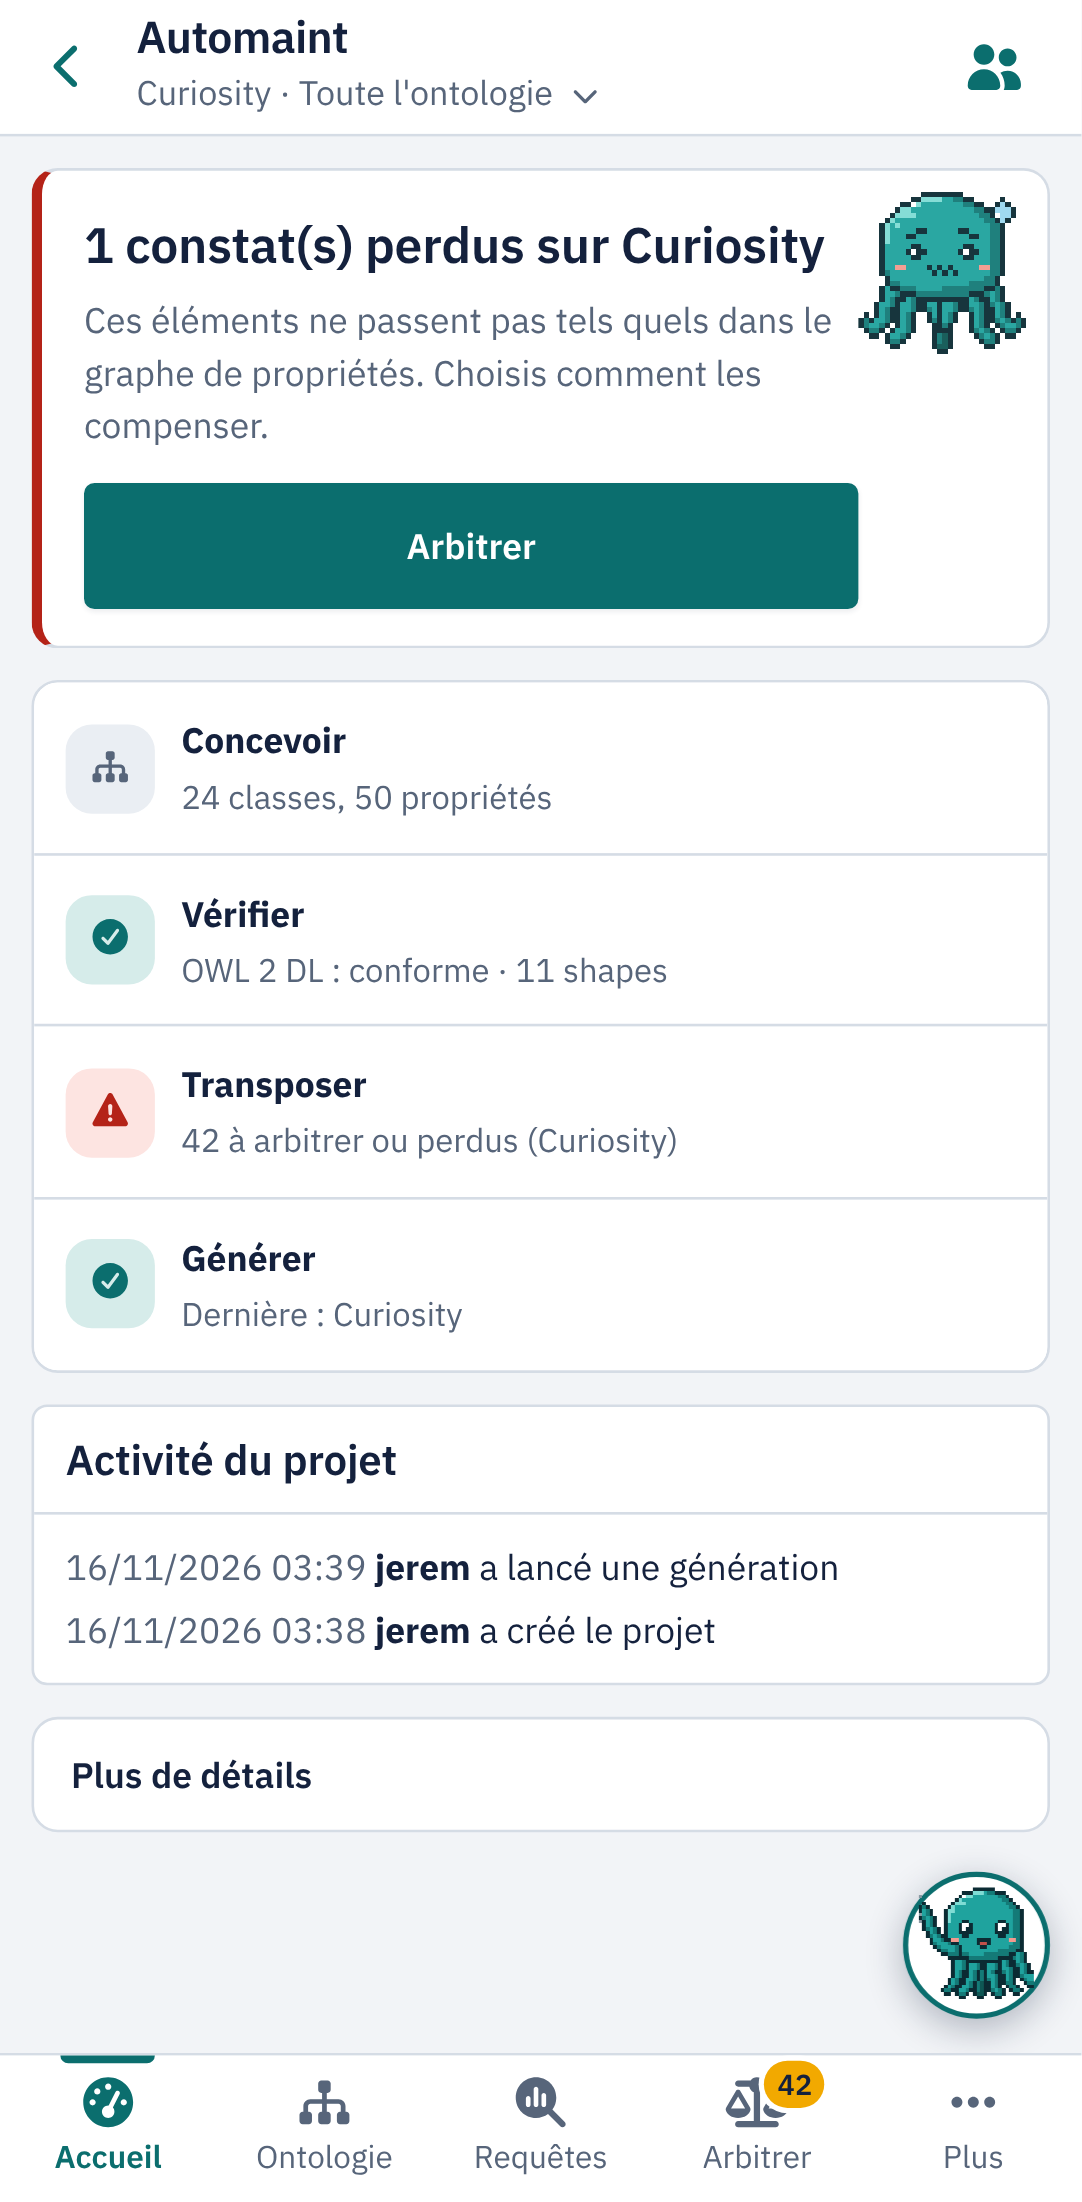 Automaint
Curiosity · Toute l'ontologie
1 constat(s) perdus sur Curiosity
Ces éléments ne passent pas tels quels dans le
graphe de propriétés. Choisis comment les
compenser.
Arbitrer
Concevoir
24 classes, 50 propriétés
Vérifier
OWL 2 DL : conforme · 11 shapes
Transposer
42 à arbitrer ou perdus (Curiosity)
Générer
Dernière : Curiosity
Activité du projet
16/11/2026 03:39 jerem a lancé une génération
16/11/2026 03:38 jerem a créé le projet
Plus de détails
42
Accueil
Ontologie
Requêtes
Arbitrer
Plus